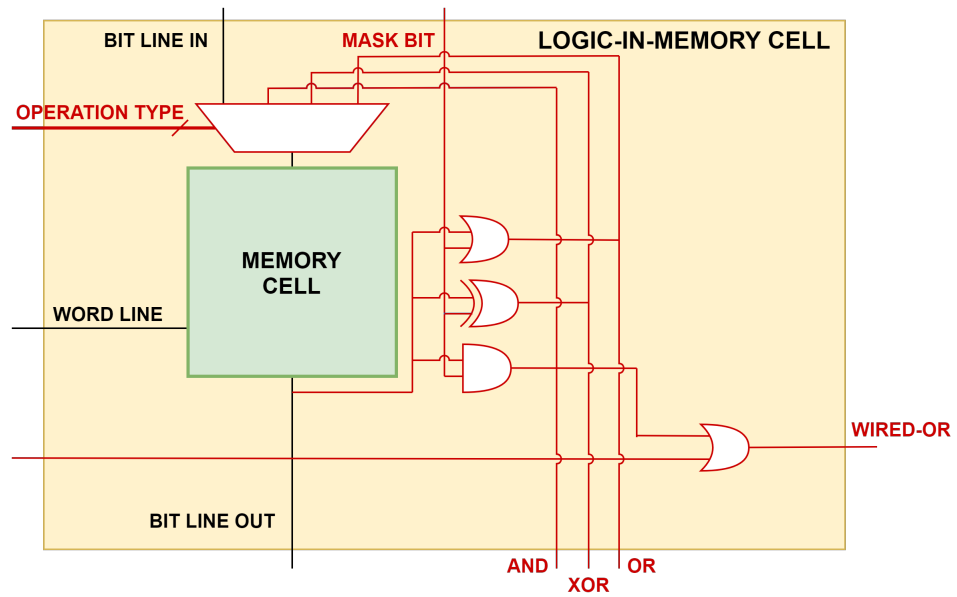 BIT LINE IN
MASK BIT
LOGIC-IN-MEMORY CELL
OPERATION TYPE
MEMORY
CELL
WORD LINE
WIRED-OR
BIT LINE OUT
AND
XOR
OR